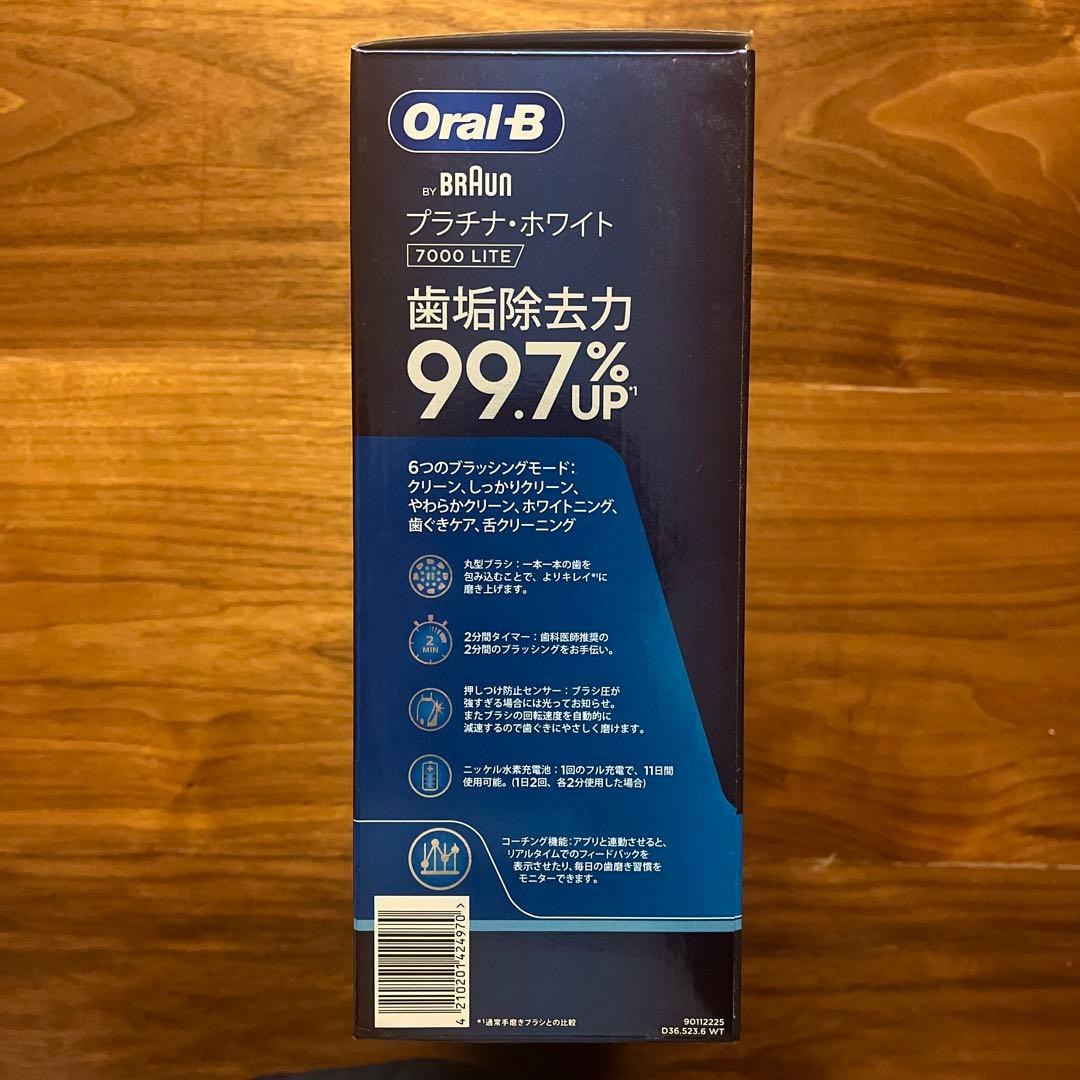 Oral-B
BY BRAUN
プラチナ・ホワイト
7000 LITE
歯垢除去力
99.7%UP*1
6つのブラッシングモード：
クリーン、しっかりクリーン、
やわらかクリーン、ホワイトニング、
歯ぐきケア、舌クリーニング
丸型ブラシ：一本一本の歯を
包み込むことで、よりキレイ*1に
磨き上げます。
2
MIN
2分間タイマー：歯科医師推奨の
2分間のブラッシングをお手伝い。
押しつけ防止センサー：ブラシ圧が
強すぎる場合には光ってお知らせ。
またブラシの回転速度を自動的に
減速するので歯ぐきにやさしく磨けます。
ニッケル水素充電池：1回のフル充電で、11日間
使用可能。(1日2回、各2分使用した場合)
コーチング機能：アプリと連動させると、
リアルタイムでのフィードバックを
表示させたり、毎日の歯磨き習慣を
モニターできます。
4 210201 424970 >
*1通常手磨きブラシとの比較
90112225
D36.523.6 WT